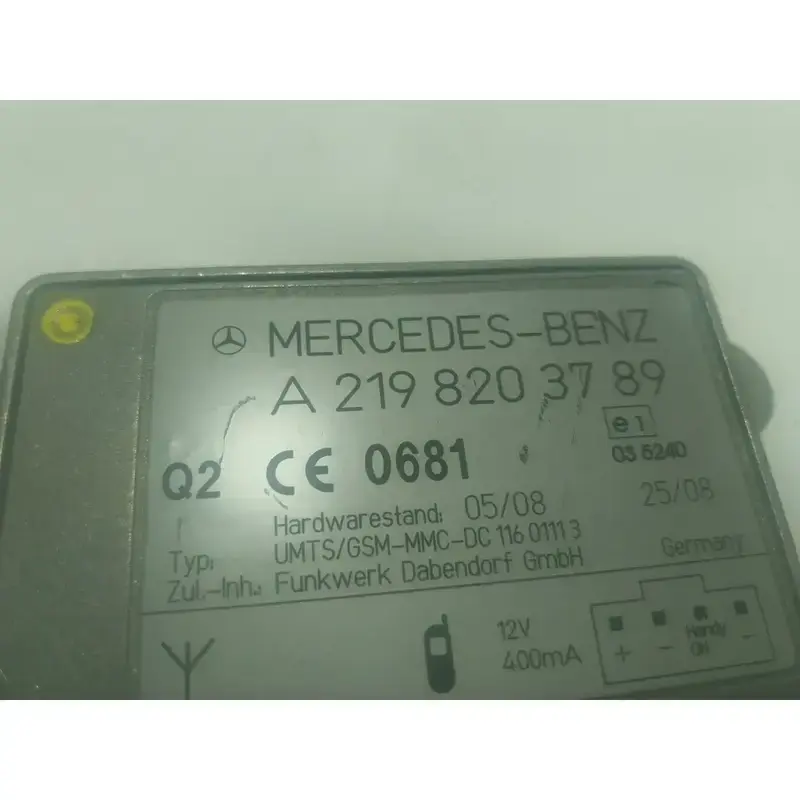 MERCEDES-BENZ
A 219 820 37 89
Q2 CE 0681
e1
03 5240
Hardwarestand: 05/08
25/08
Typ: UMTS/GSM-MMC-DC 116 0111 3
Zul.-Inh.: Funkwerk Dabendorf GmbH
Germany
12V
400mA
+ - Handy ON -